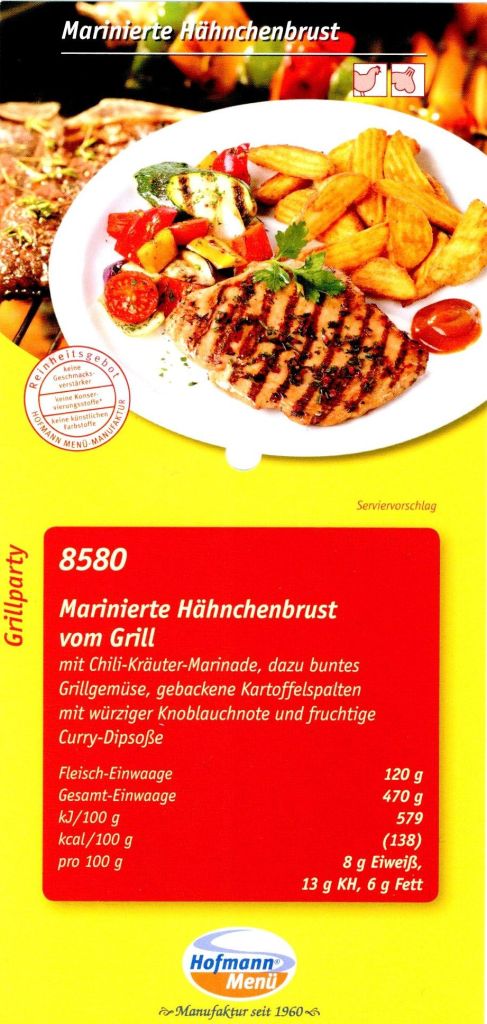 Marinierte Hähnchenbrust
Reinheitsgebot
keine
Geschmacks-
verstärker
keine Konser-
vierungsstoffe*
keine künstlichen
Farbstoffe
HOFMANN MENÜ-MANUFAKTUR
Serviervorschlag
Grillparty
8580
Marinierte Hähnchenbrust
vom Grill
mit Chili-Kräuter-Marinade, dazu buntes
Grillgemüse, gebackene Kartoffelspalten
mit würziger Knoblauchnote und fruchtige
Curry-Dipsoße
Fleisch-Einwaage 120 g
Gesamt-Einwaage 470 g
kJ/100 g 579
kcal/100 g (138)
pro 100 g 8 g Eiweiß,
13 g KH, 6 g Fett
Hofmann®
Menü
Manufaktur seit 1960